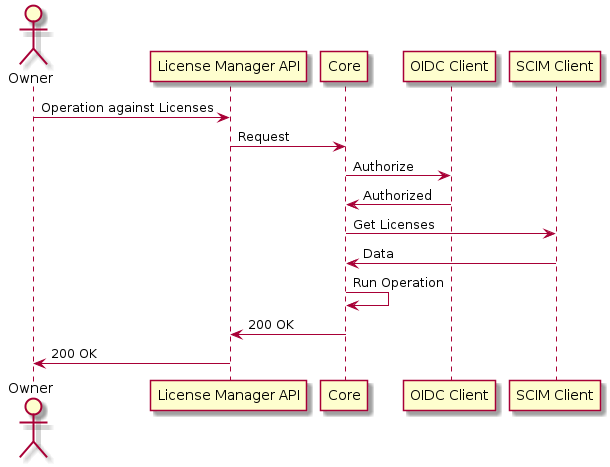 Owner
License Manager API
Core
OIDC Client
SCIM Client
Operation against Licenses
Request
Authorize
Authorized
Get Licenses
Data
Run Operation
200 OK
200 OK
Owner
License Manager API
Core
OIDC Client
SCIM Client